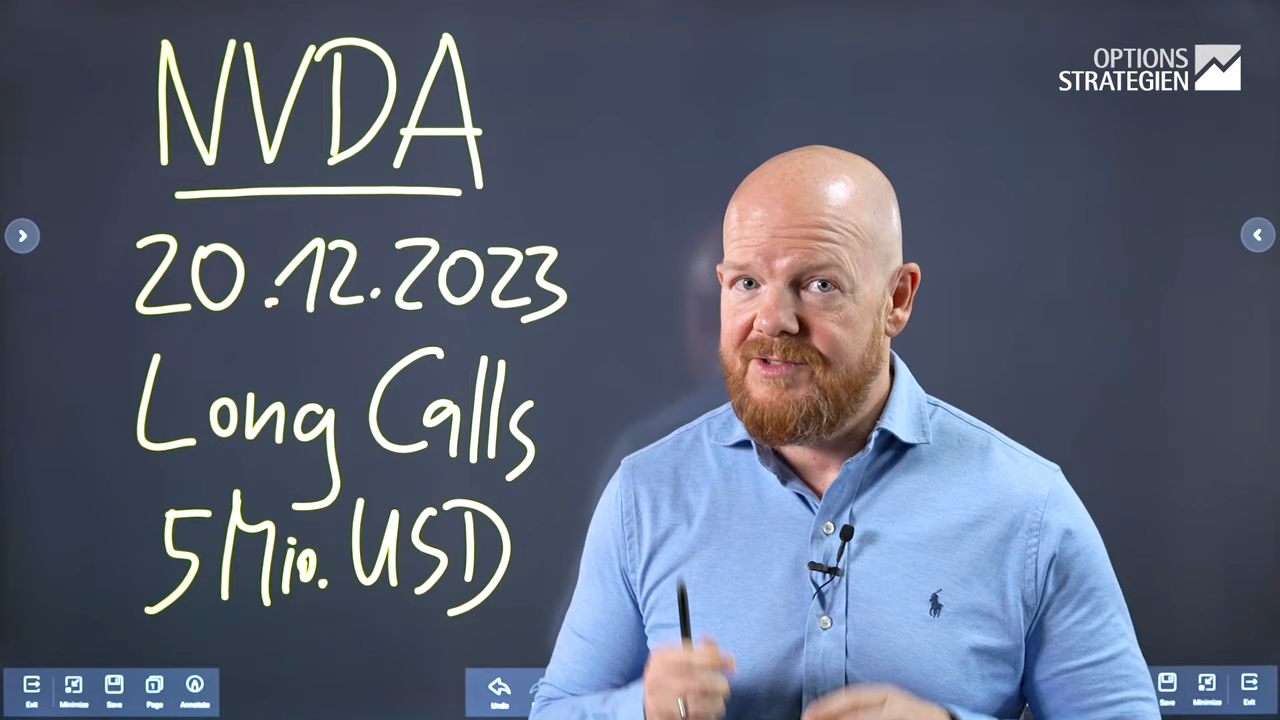 NVDA
20.12.2023
Long Calls
5 Mio. USD
OPTIONS
STRATEGIEN
Exit
Minimize
Save
Page
Annotate
Undo
Save
Minimize
Exit